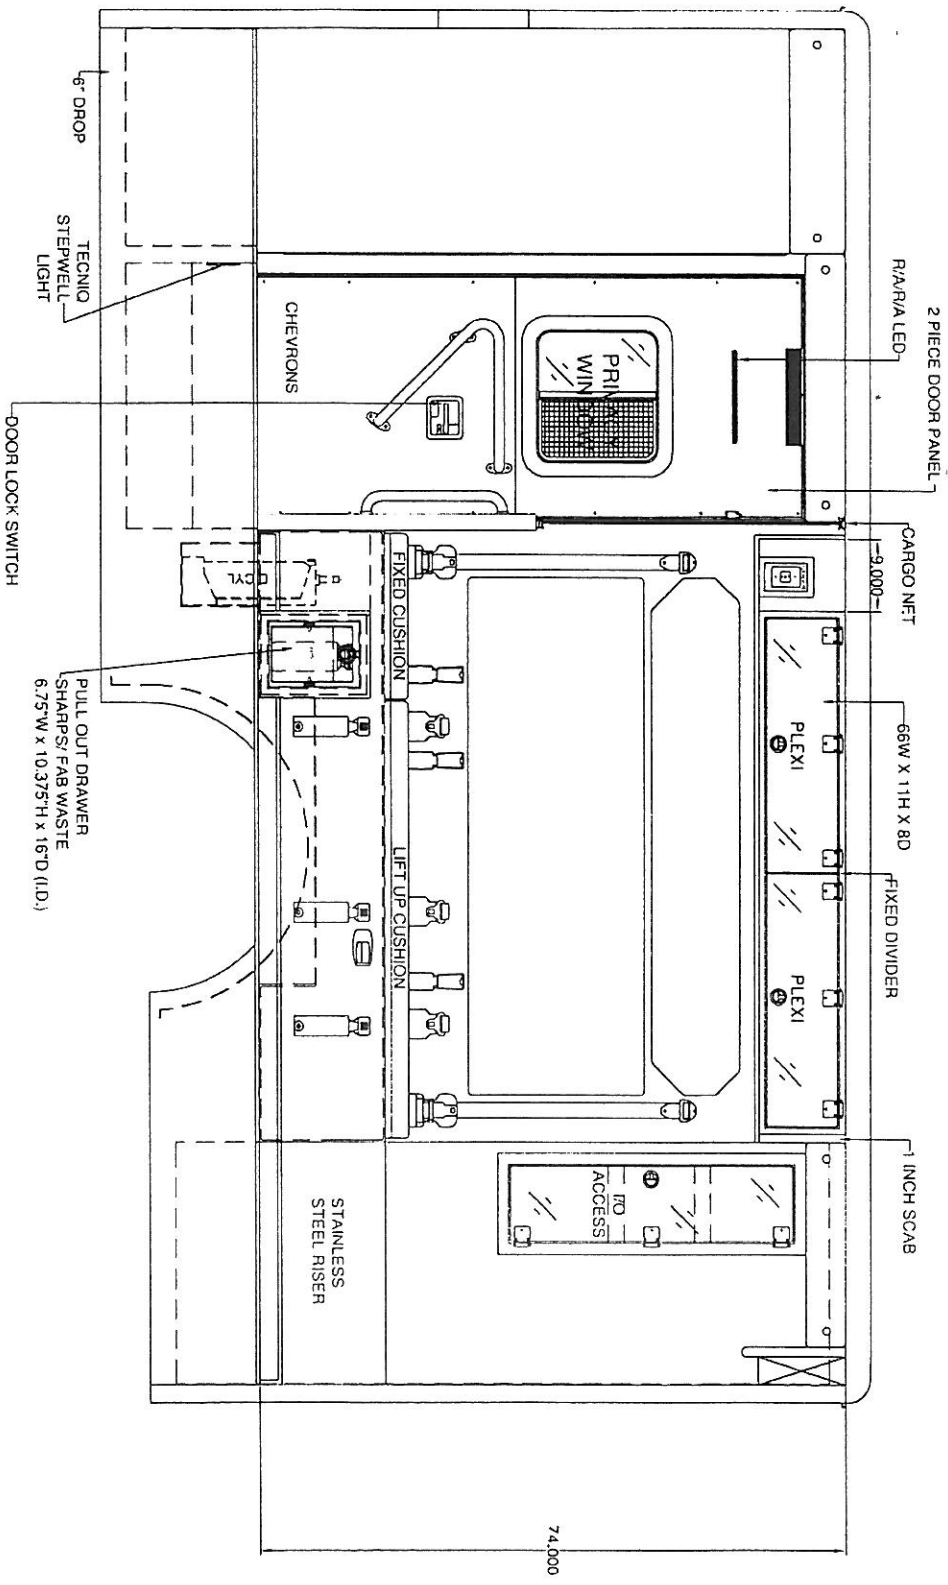 2 PIECE DOOR PANEL
R/A/R/A LED
CARGO NET
9.000
66W X 11H X 8D
FIXED DIVIDER
1 INCH SCAB
PLEXI
PLEXI
I/O
ACCESS
CHEVRONS
FIXED CUSHION
LIFT UP CUSHION
CYL
STAINLESS
STEEL RISER
74.000
6" DROP
TECNIQ
STEPWELL
LIGHT
DOOR LOCK SWITCH
PULL OUT DRAWER
SHARPS/ FAB WASTE
6.75"W x 10.375"H x 16"D (I.D.)